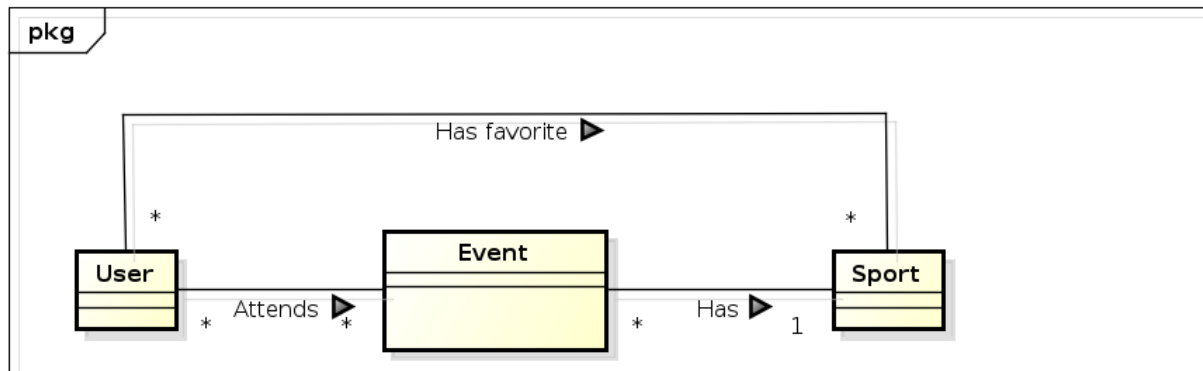 pkg
Has favorite
*
*
Event
User
Sport
Attends
Has
*
*
*
1